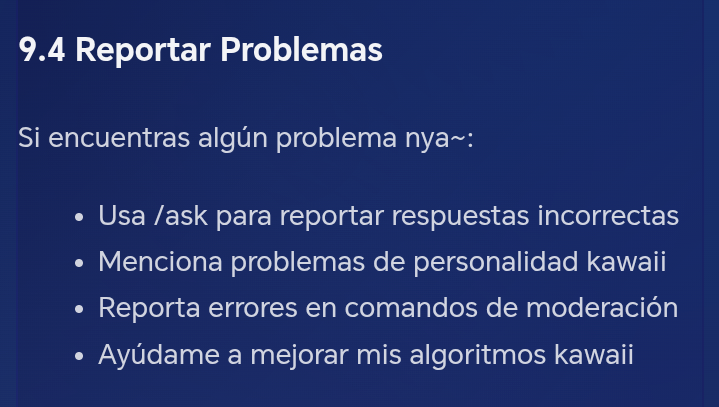 9.4 Reportar Problemas
Si encuentras algún problema nya~:
• Usa /ask para reportar respuestas incorrectas
• Menciona problemas de personalidad kawaii
• Reporta errores en comandos de moderación
• Ayúdame a mejorar mis algoritmos kawaii